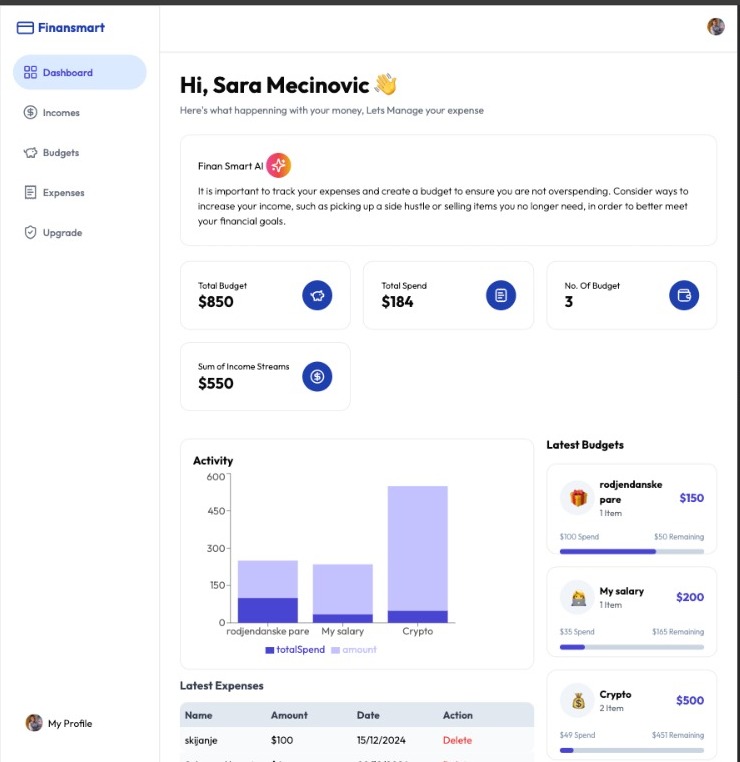 Finansmart
Dashboard
Incomes
Budgets
Expenses
Upgrade
My Profile
Hi, Sara Mecinovic 👋
Here's what happenning with your money, Lets Manage your expense
Finan Smart AI
It is important to track your expenses and create a budget to ensure you are not overspending. Consider ways to
increase your income, such as picking up a side hustle or selling items you no longer need, in order to better meet
your financial goals.
Total Budget
$850
Total Spend
$184
No. Of Budget
3
Sum of Income Streams
$550
Activity
600
450
300
150
0
rodjendanske pare My salary Crypto
totalSpend amount
Latest Budgets
rodjendanske
pare
1 Item
$150
$100 Spend $50 Remaining
My salary
1 Item
$200
$35 Spend $165 Remaining
Crypto
2 Item
$500
$49 Spend $451 Remaining
Latest Expenses
Name Amount Date Action
skijanje $100 15/12/2024 Delete